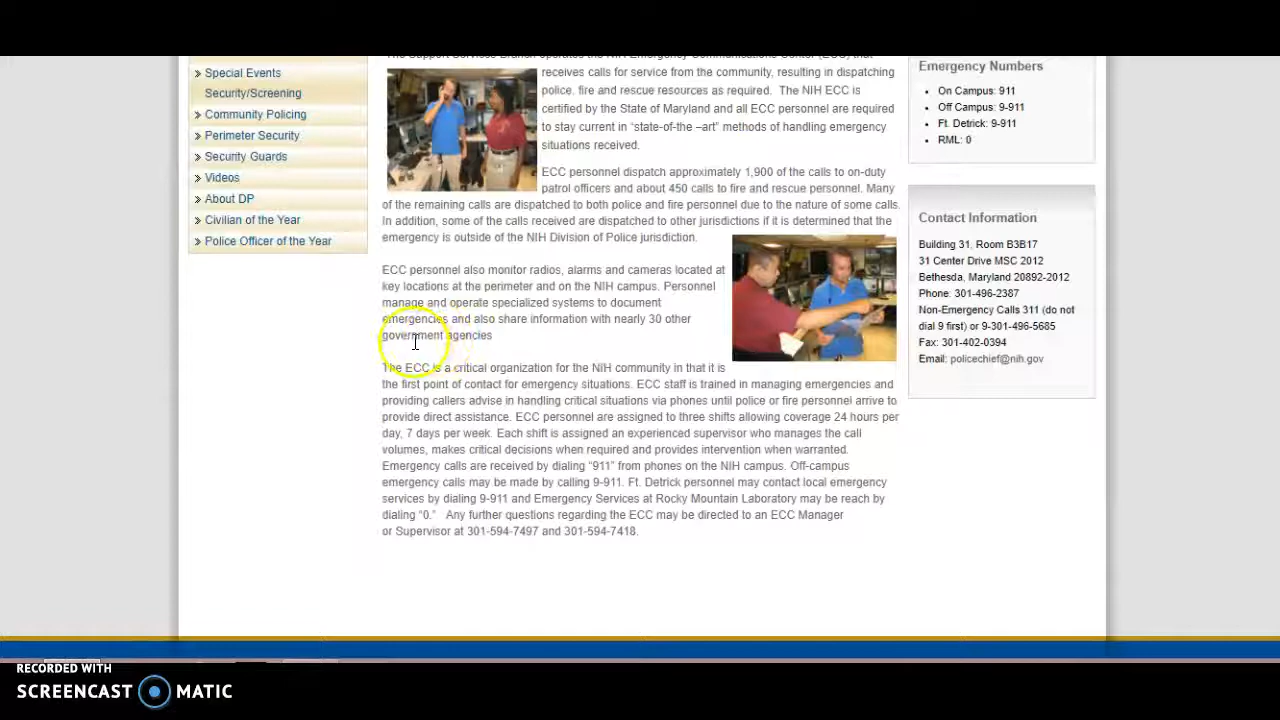 Special Events
Security/Screening
Community Policing
Perimeter Security
Security Guards
Videos
About DP
Civilian of the Year
Police Officer of the Year
The Support Services Branch operates the NIH Emergency Communications Center (ECC) that
receives calls for service from the community, resulting in dispatching
police. fire and rescue resources as required.  The NIH ECC is
certified by the State of Maryland and all ECC personnel are required
to stay current in “state-of-the –art” methods of handling emergency
situations received.
ECC personnel dispatch approximately 1,900 of the calls to on-duty
patrol officers and about 450 calls to fire and rescue personnel. Many
of the remaining calls are dispatched to both police and fire personnel due to the nature of some calls.
In addition, some of the calls received are dispatched to other jurisdictions if it is determined that the
emergency is outside of the NIH Division of Police jurisdiction.
ECC personnel also monitor radios, alarms and cameras located at
key locations at the perimeter and on the NIH campus. Personnel
manage and operate specialized systems to document
emergencies and also share information with nearly 30 other
government agencies
The ECC is a critical organization for the NIH community in that it is
the first point of contact for emergency situations. ECC staff is trained in managing emergencies and
providing callers advise in handling critical situations via phones until police or fire personnel arrive to
provide direct assistance. ECC personnel are assigned to three shifts allowing coverage 24 hours per
day, 7 days per week. Each shift is assigned an experienced supervisor who manages the call
volumes, makes critical decisions when required and provides intervention when warranted.
Emergency calls are received by dialing “911” from phones on the NIH campus. Off-campus
emergency calls may be made by calling 9-911. Ft. Detrick personnel may contact local emergency
services by dialing 9-911 and Emergency Services at Rocky Mountain Laboratory may be reach by
dialing “0.”   Any further questions regarding the ECC may be directed to an ECC Manager
or Supervisor at 301-594-7497 and 301-594-7418.
Emergency Numbers
On Campus: 911
Off Campus: 9-911
Ft. Detrick: 9-911
RML: 0
Contact Information
Building 31, Room B3B17
31 Center Drive MSC 2012
Bethesda, Maryland 20892-2012
Phone: 301-496-2387
Non-Emergency Calls 311 (do not
dial 9 first) or 9-301-496-5685
Fax: 301-402-0394
Email: policechief@nih.gov
RECORDED WITH
SCREENCAST MATIC